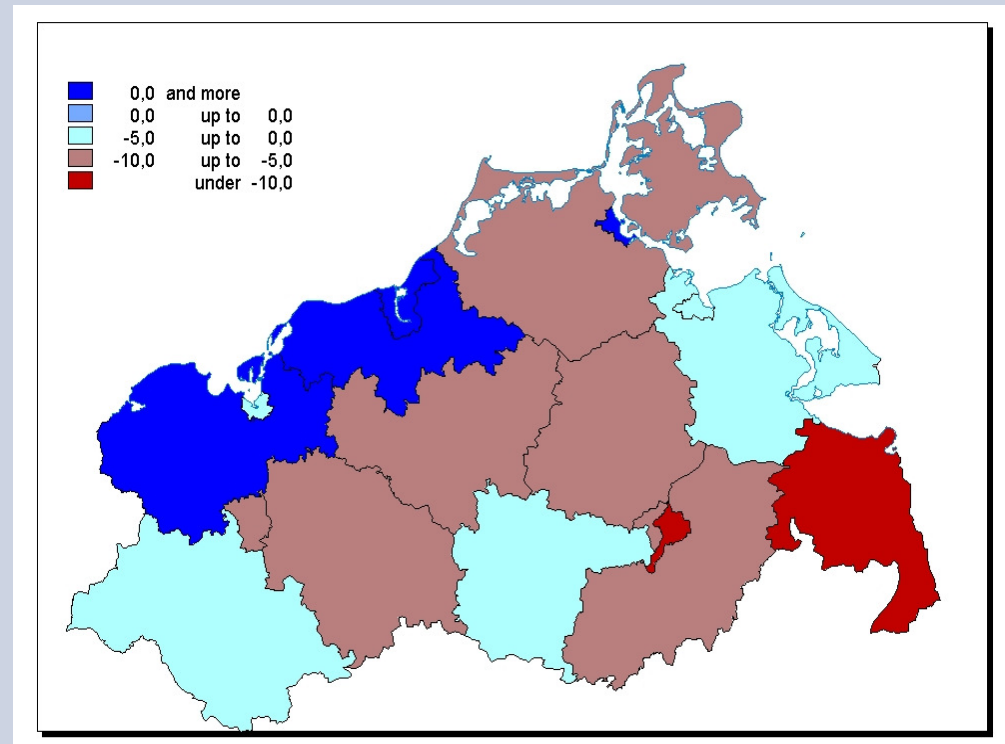 0,0 and more
0,0 up to 0,0
-5,0 up to 0,0
-10,0 up to -5,0
under -10,0